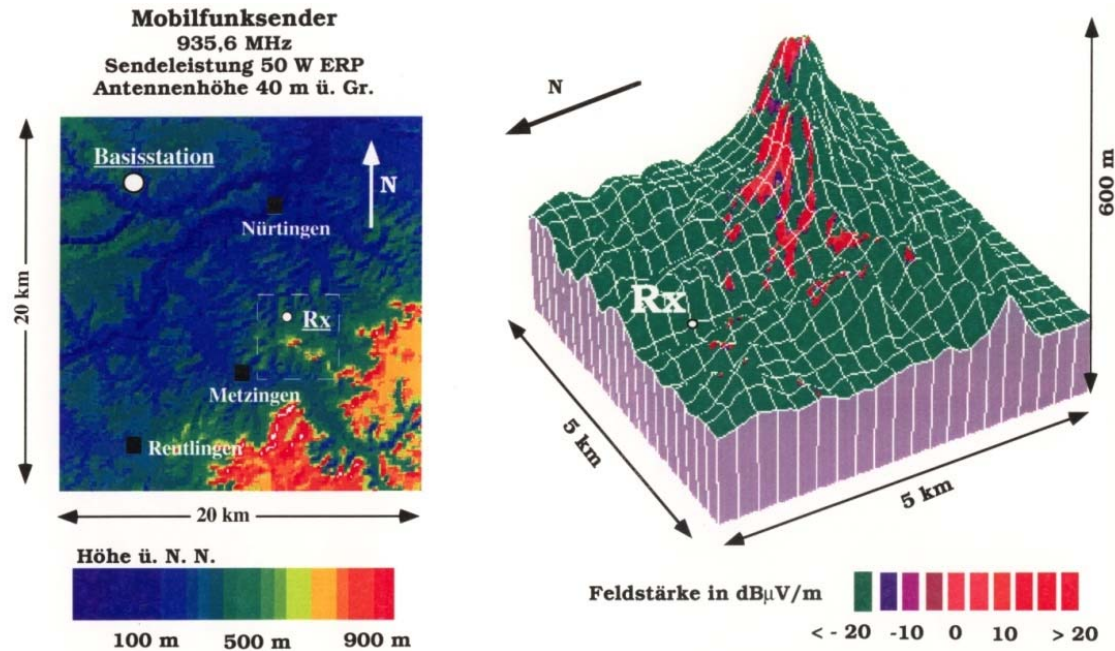 Mobilfunksender
935,6 MHz
Sendeleistung 50 W ERP
Antennenhöhe 40 m ü. Gr.
Basisstation
N
Nürtingen
Rx
Metzingen
Reutlingen
20 km
20 km
Höhe ü. N. N.
100 m 500 m 900 m
N
600 m
Rx
5 km
5 km
Feldstärke in dBµV/m
< - 20 -10 0 10 > 20